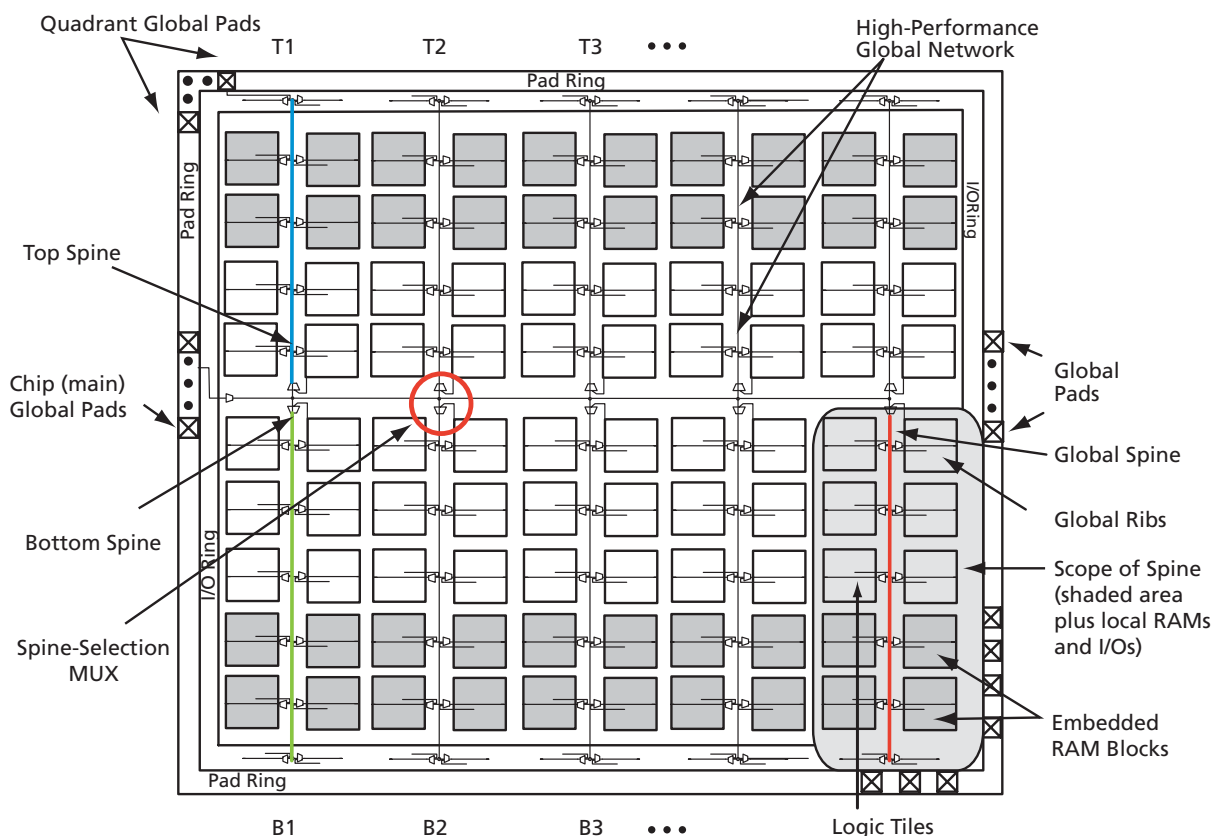 Quadrant Global Pads
T1
T2
T3
•••
High-Performance
Global Network
Pad Ring
Pad Ring
I/ORing
Top Spine
Chip (main)
Global Pads
Global
Pads
Global Spine
Bottom Spine
Global Ribs
I/O Ring
Scope of Spine
(shaded area
plus local RAMs
and I/Os)
Spine-Selection
MUX
Embedded
RAM Blocks
Pad Ring
B1
B2
B3
•••
Logic Tiles